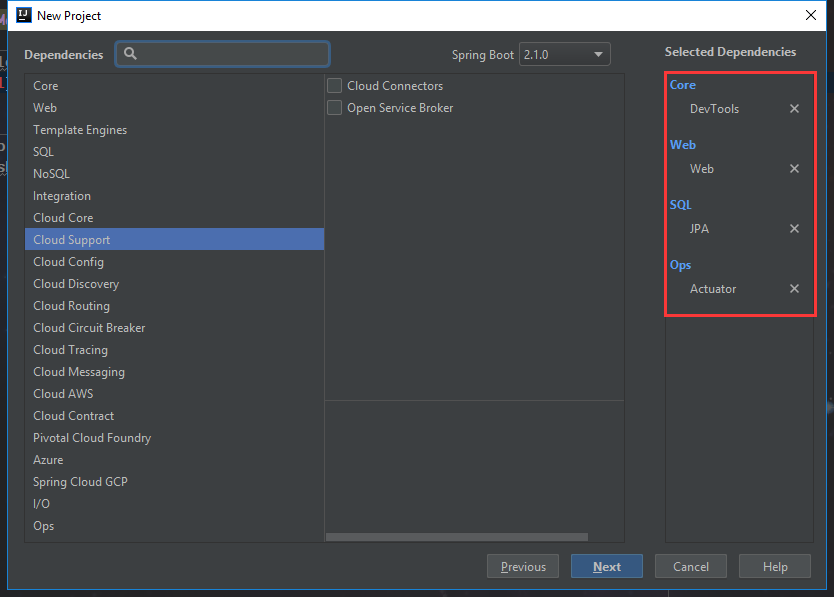 New Project
Dependencies
Spring Boot 2.1.0
Selected Dependencies
Core
Web
Template Engines
SQL
NoSQL
Integration
Cloud Core
Cloud Support
Cloud Config
Cloud Discovery
Cloud Routing
Cloud Circuit Breaker
Cloud Tracing
Cloud Messaging
Cloud AWS
Cloud Contract
Pivotal Cloud Foundry
Azure
Spring Cloud GCP
I/O
Ops
Cloud Connectors
Open Service Broker
Core
DevTools
Web
Web
SQL
JPA
Ops
Actuator
Previous
Next
Cancel
Help